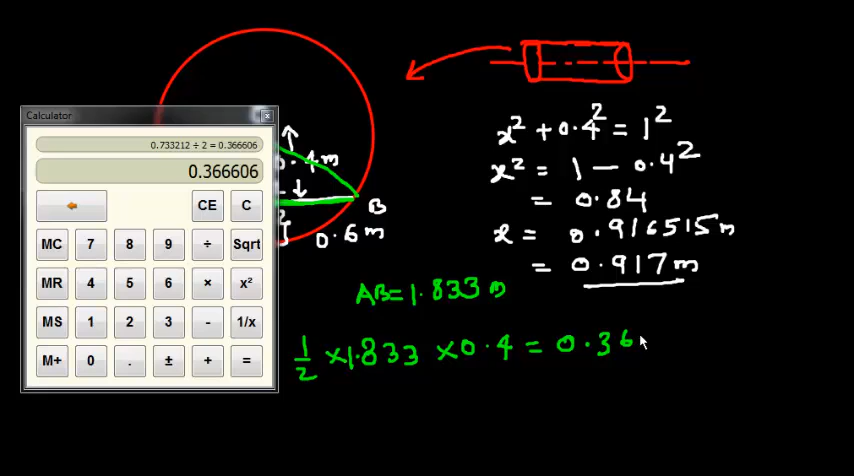 Calculator x
0.733212 ÷ 2 = 0.366606
0.366606
CE C
MC 7 8 9 ÷ Sqrt
MR 4 5 6 × x²
MS 1 2 3 - 1/x
M+ 0 . ± + =
0.4m
B
0.6m
x² + 0.4² = 1²
x² = 1 - 0.4²
= 0.84
x = 0.916515m
= 0.917m
AB = 1.833 m
1/2 × 1.833 × 0.4 = 0.36